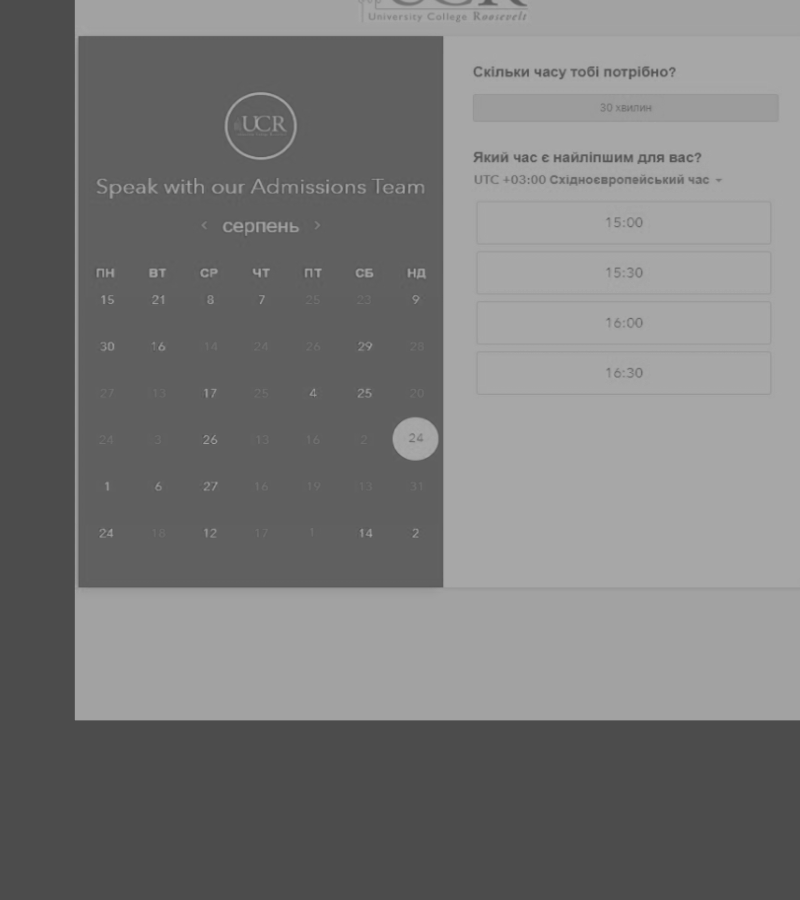 UCR
University College Roosevelt
UCR
Speak with our Admissions Team
‹ серпень ›
ПН ВТ СР ЧТ ПТ СБ НД
15 21 8 7 25 23 9
30 16 14 24 26 29 28
27 13 17 25 4 25 20
24 3 26 13 16 2 24
1 6 27 16 19 13 31
24 18 12 17 1 14 2
Скільки часу тобі потрібно?
30 хвилин
Який час є найліпшим для вас?
UTC +03:00 Східноєвропейський час
15:00
15:30
16:00
16:30